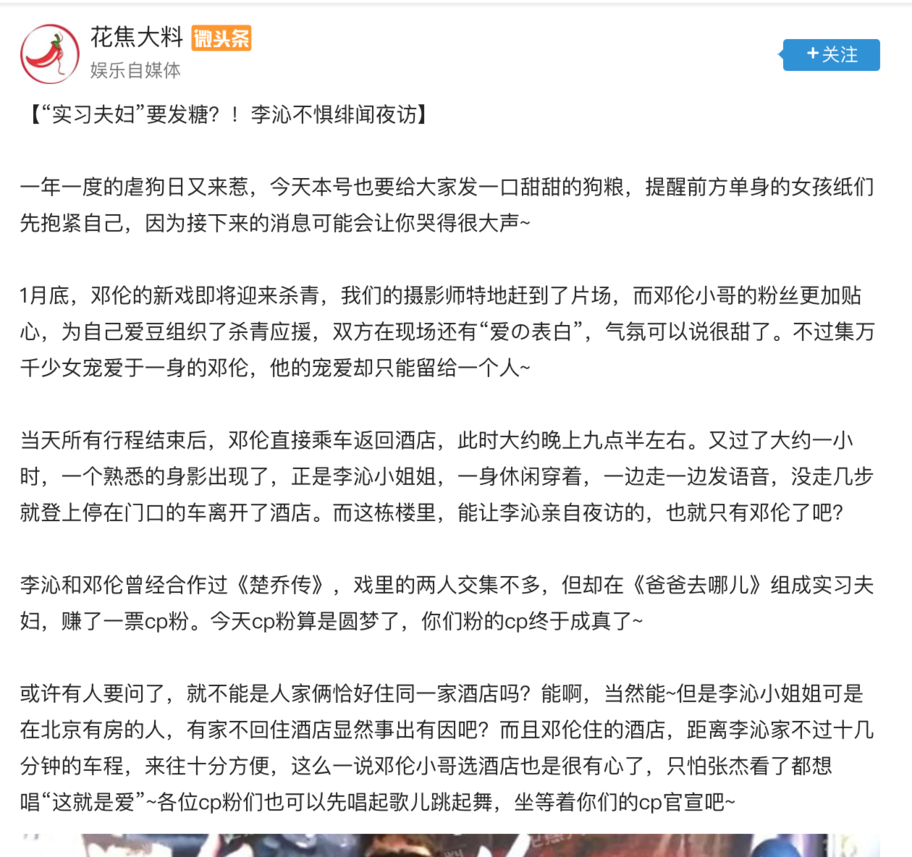 花焦大料 微头条
+关注
娱乐自媒体
【“实习夫妇”要发糖？！李沁不惧绯闻夜访】
一年一度的虐狗日又来惹，今天本号也要给大家发一口甜甜的狗粮，提醒前方单身的女孩纸们
先抱紧自己，因为接下来的消息可能会让你哭得很大声~
1月底，邓伦的新戏即将迎来杀青，我们的摄影师特地赶到了片场，而邓伦小哥的粉丝更加贴
心，为自己爱豆组织了杀青应援，双方在现场还有“爱の表白”，气氛可以说很甜了。不过集万
千少女宠爱于一身的邓伦，他的宠爱却只能留给一个人~
当天所有行程结束后，邓伦直接乘车返回酒店，此时大约晚上九点半左右。又过了大约一小
时，一个熟悉的身影出现了，正是李沁小姐姐，一身休闲穿着，一边走一边发语音，没走几步
就登上停在门口的车离开了酒店。而这栋楼里，能让李沁亲自夜访的，也就只有邓伦了吧？
李沁和邓伦曾经合作过《楚乔传》，戏里的两人交集不多，但却在《爸爸去哪儿》组成实习夫
妇，赚了一票cp粉。今天cp粉算是圆梦了，你们粉的cp终于成真了~
或许有人要问了，就不能是人家俩恰好住同一家酒店吗？能啊，当然能~但是李沁小姐姐可是
在北京有房的人，有家不回住酒店显然事出有因吧？而且邓伦住的酒店，距离李沁家不过十几
分钟的车程，来往十分方便，这么一说邓伦小哥选酒店也是很有心了，只怕张杰看了都想
唱“这就是爱”~各位cp粉们也可以先唱起歌儿跳起舞，坐等着你们的cp官宣吧~